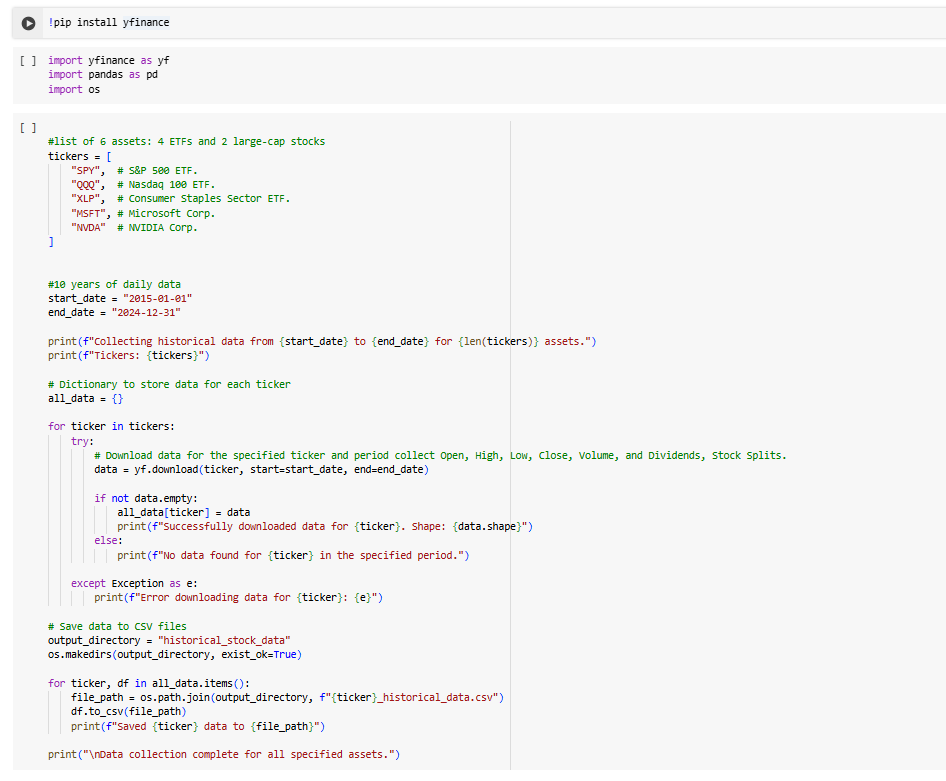 !pip install yfinance
[ ] import yfinance as yf
import pandas as pd
import os
[ ]
#list of 6 assets: 4 ETFs and 2 large-cap stocks
tickers = [
"SPY", # S&P 500 ETF.
"QQQ", # Nasdaq 100 ETF.
"XLP", # Consumer Staples Sector ETF.
"MSFT", # Microsoft Corp.
"NVDA" # NVIDIA Corp.
]
#10 years of daily data
start_date = "2015-01-01"
end_date = "2024-12-31"
print(f"Collecting historical data from {start_date} to {end_date} for {len(tickers)} assets.")
print(f"Tickers: {tickers}")
# Dictionary to store data for each ticker
all_data = {}
for ticker in tickers:
try:
# Download data for the specified ticker and period collect Open, High, Low, Close, Volume, and Dividends, Stock Splits.
data = yf.download(ticker, start=start_date, end=end_date)
if not data.empty:
all_data[ticker] = data
print(f"Successfully downloaded data for {ticker}. Shape: {data.shape}")
else:
print(f"No data found for {ticker} in the specified period.")
except Exception as e:
print(f"Error downloading data for {ticker}: {e}")
# Save data to CSV files
output_directory = "historical_stock_data"
os.makedirs(output_directory, exist_ok=True)
for ticker, df in all_data.items():
file_path = os.path.join(output_directory, f"{ticker}_historical_data.csv")
df.to_csv(file_path)
print(f"Saved {ticker} data to {file_path}")
print("\nData collection complete for all specified assets.")